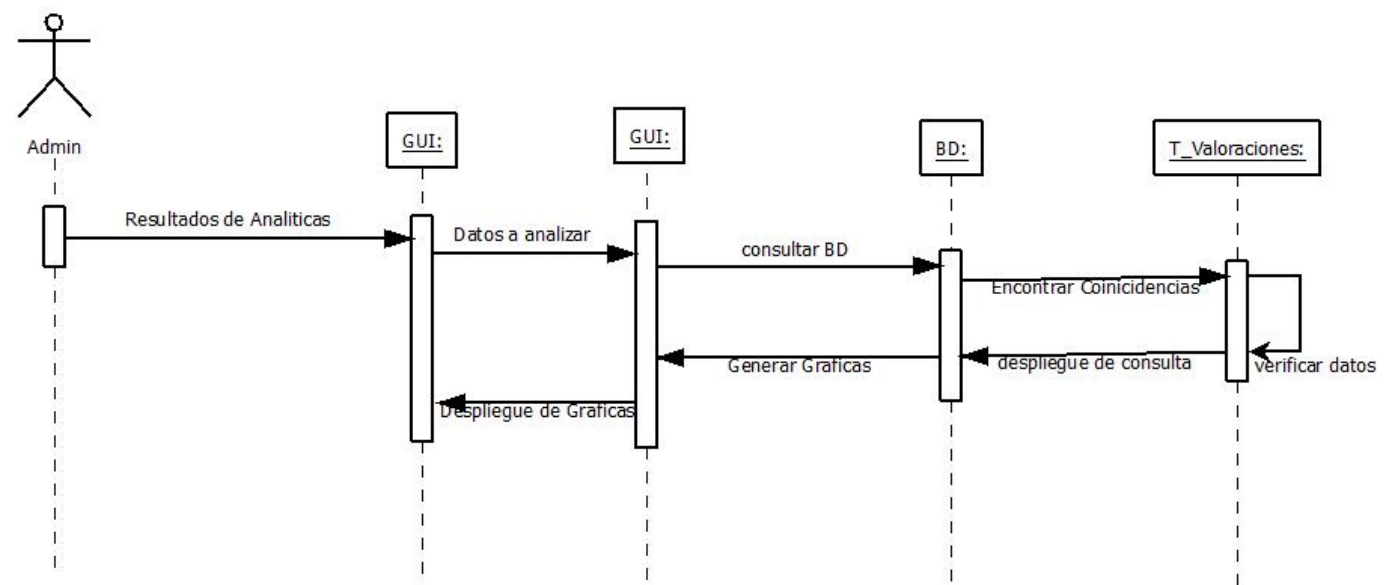 Admin
GUI:
GUI:
BD:
T_Valoraciones:
Resultados de Analiticas
Datos a analizar
consultar BD
Encontrar Coinicidencias
verificar datos
despliegue de consulta
Generar Graficas
Despliegue de Graficas